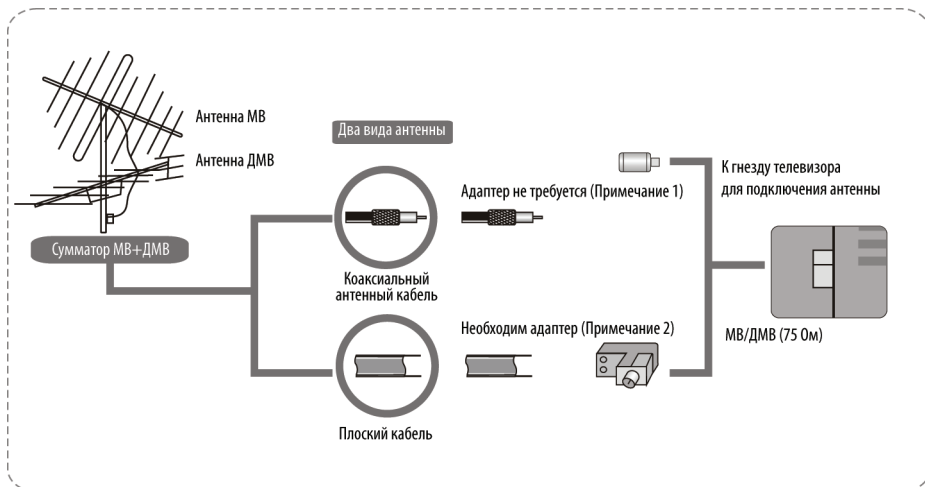 Антенна МВ
Антенна ДМВ
Сумматор МВ+ДМВ
Два вида антенны
Коаксиальный
антенный кабель
Плоский кабель
Адаптер не требуется (Примечание 1)
Необходим адаптер (Примечание 2)
К гнезду телевизора
для подключения антенны
МВ/ДМВ (75 Ом)